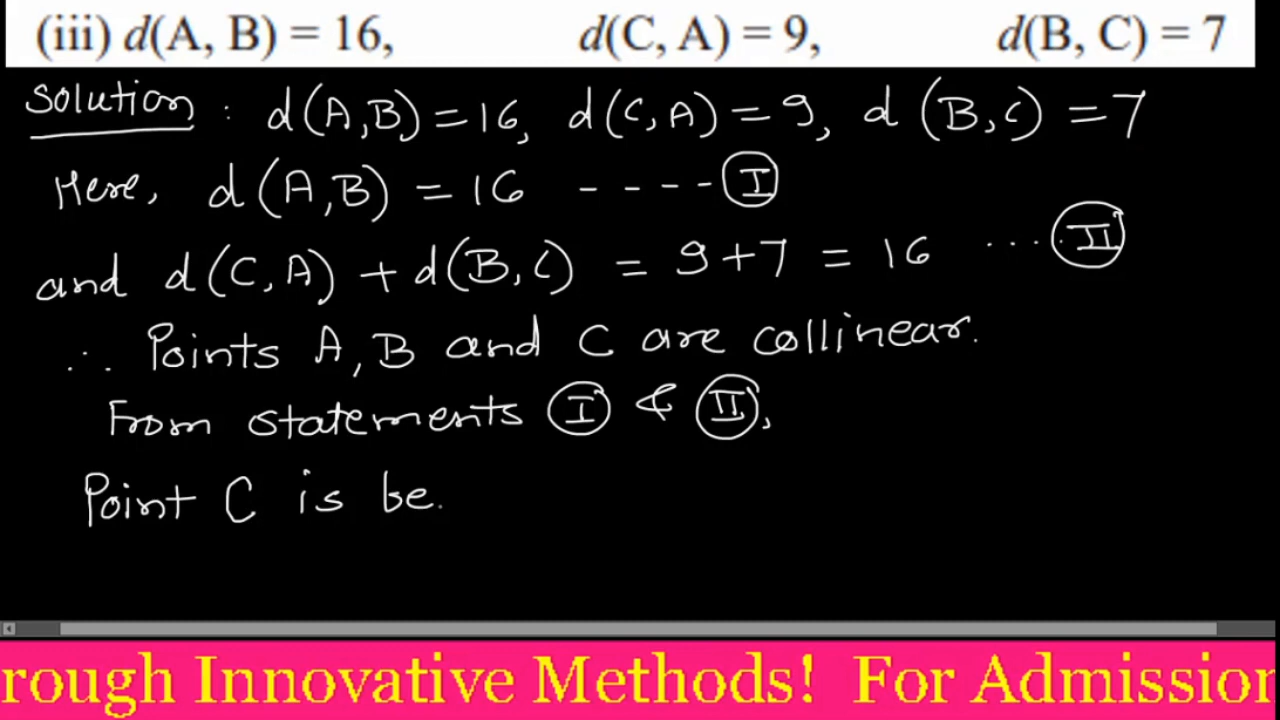 (iii) d(A, B) = 16, d(C, A) = 9, d(B, C) = 7
Solution : d(A,B) = 16, d(C,A) = 9, d(B,C) = 7
Here, d(A,B) = 16 ---- I
and d(C,A) + d(B,C) = 9+7 = 16 .... II
∴ Points A, B and C are collinear.
From statements I & II,
Point C is be.
rough Innovative Methods! For Admission